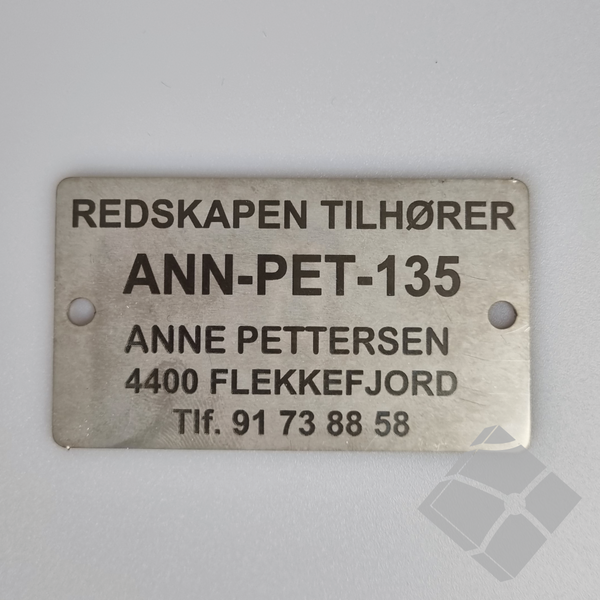 REDSKAPEN TILHØRER
ANN-PET-135
ANNE PETTERSEN
4400 FLEKKEFJORD
Tlf. 91 73 88 58